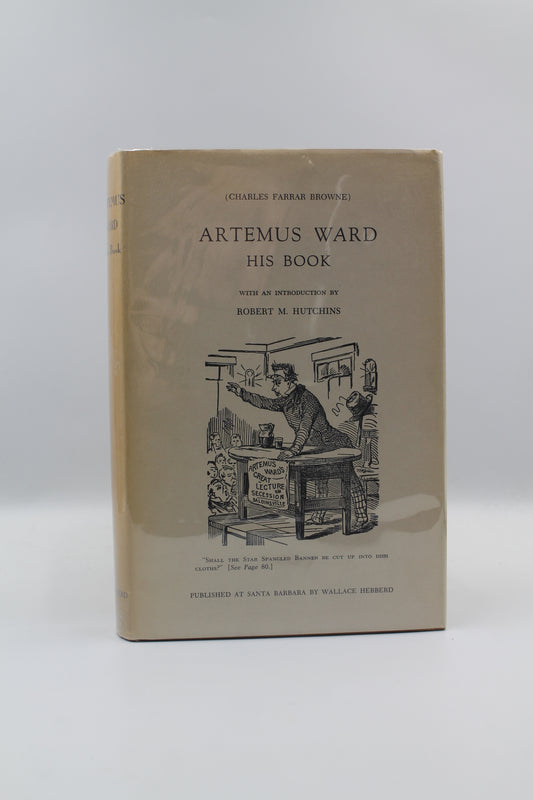 (CHARLES FARRAR BROWNE)
ARTEMUS WARD
HIS BOOK
WITH AN INTRODUCTION BY
ROBERT M. HUTCHINS
ARTEMUS
WARD'S
GREAT
LECTURE
ON
SECESSION
BALDINSVILLE
"SHALL THE STAR SPANGLED BANNER BE CUT UP INTO DISH
CLOTHS?" [See Page 80.]
PUBLISHED AT SANTA BARBARA BY WALLACE HEBBERD